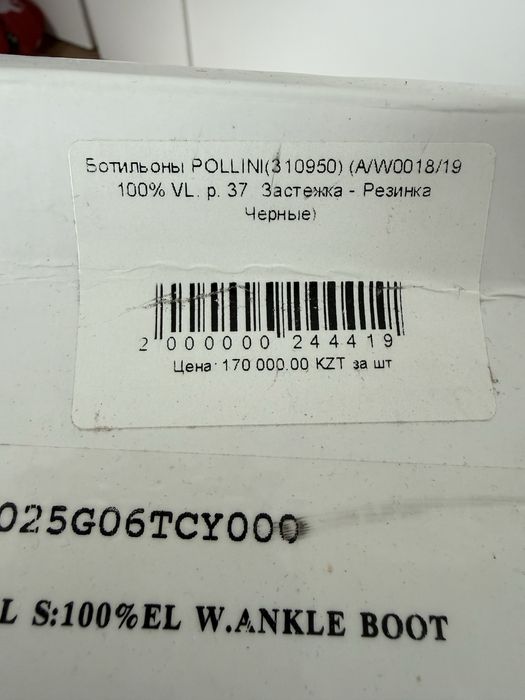 Ботильоны POLLINI(310950) (A/W0018/19
100% VL. р. 37 Застежка - Резинка
Черные)
2 000000 244419
Цена: 170 000.00 KZT за шт
025G06TCY000
L S:100%EL W.ANKLE BOOT